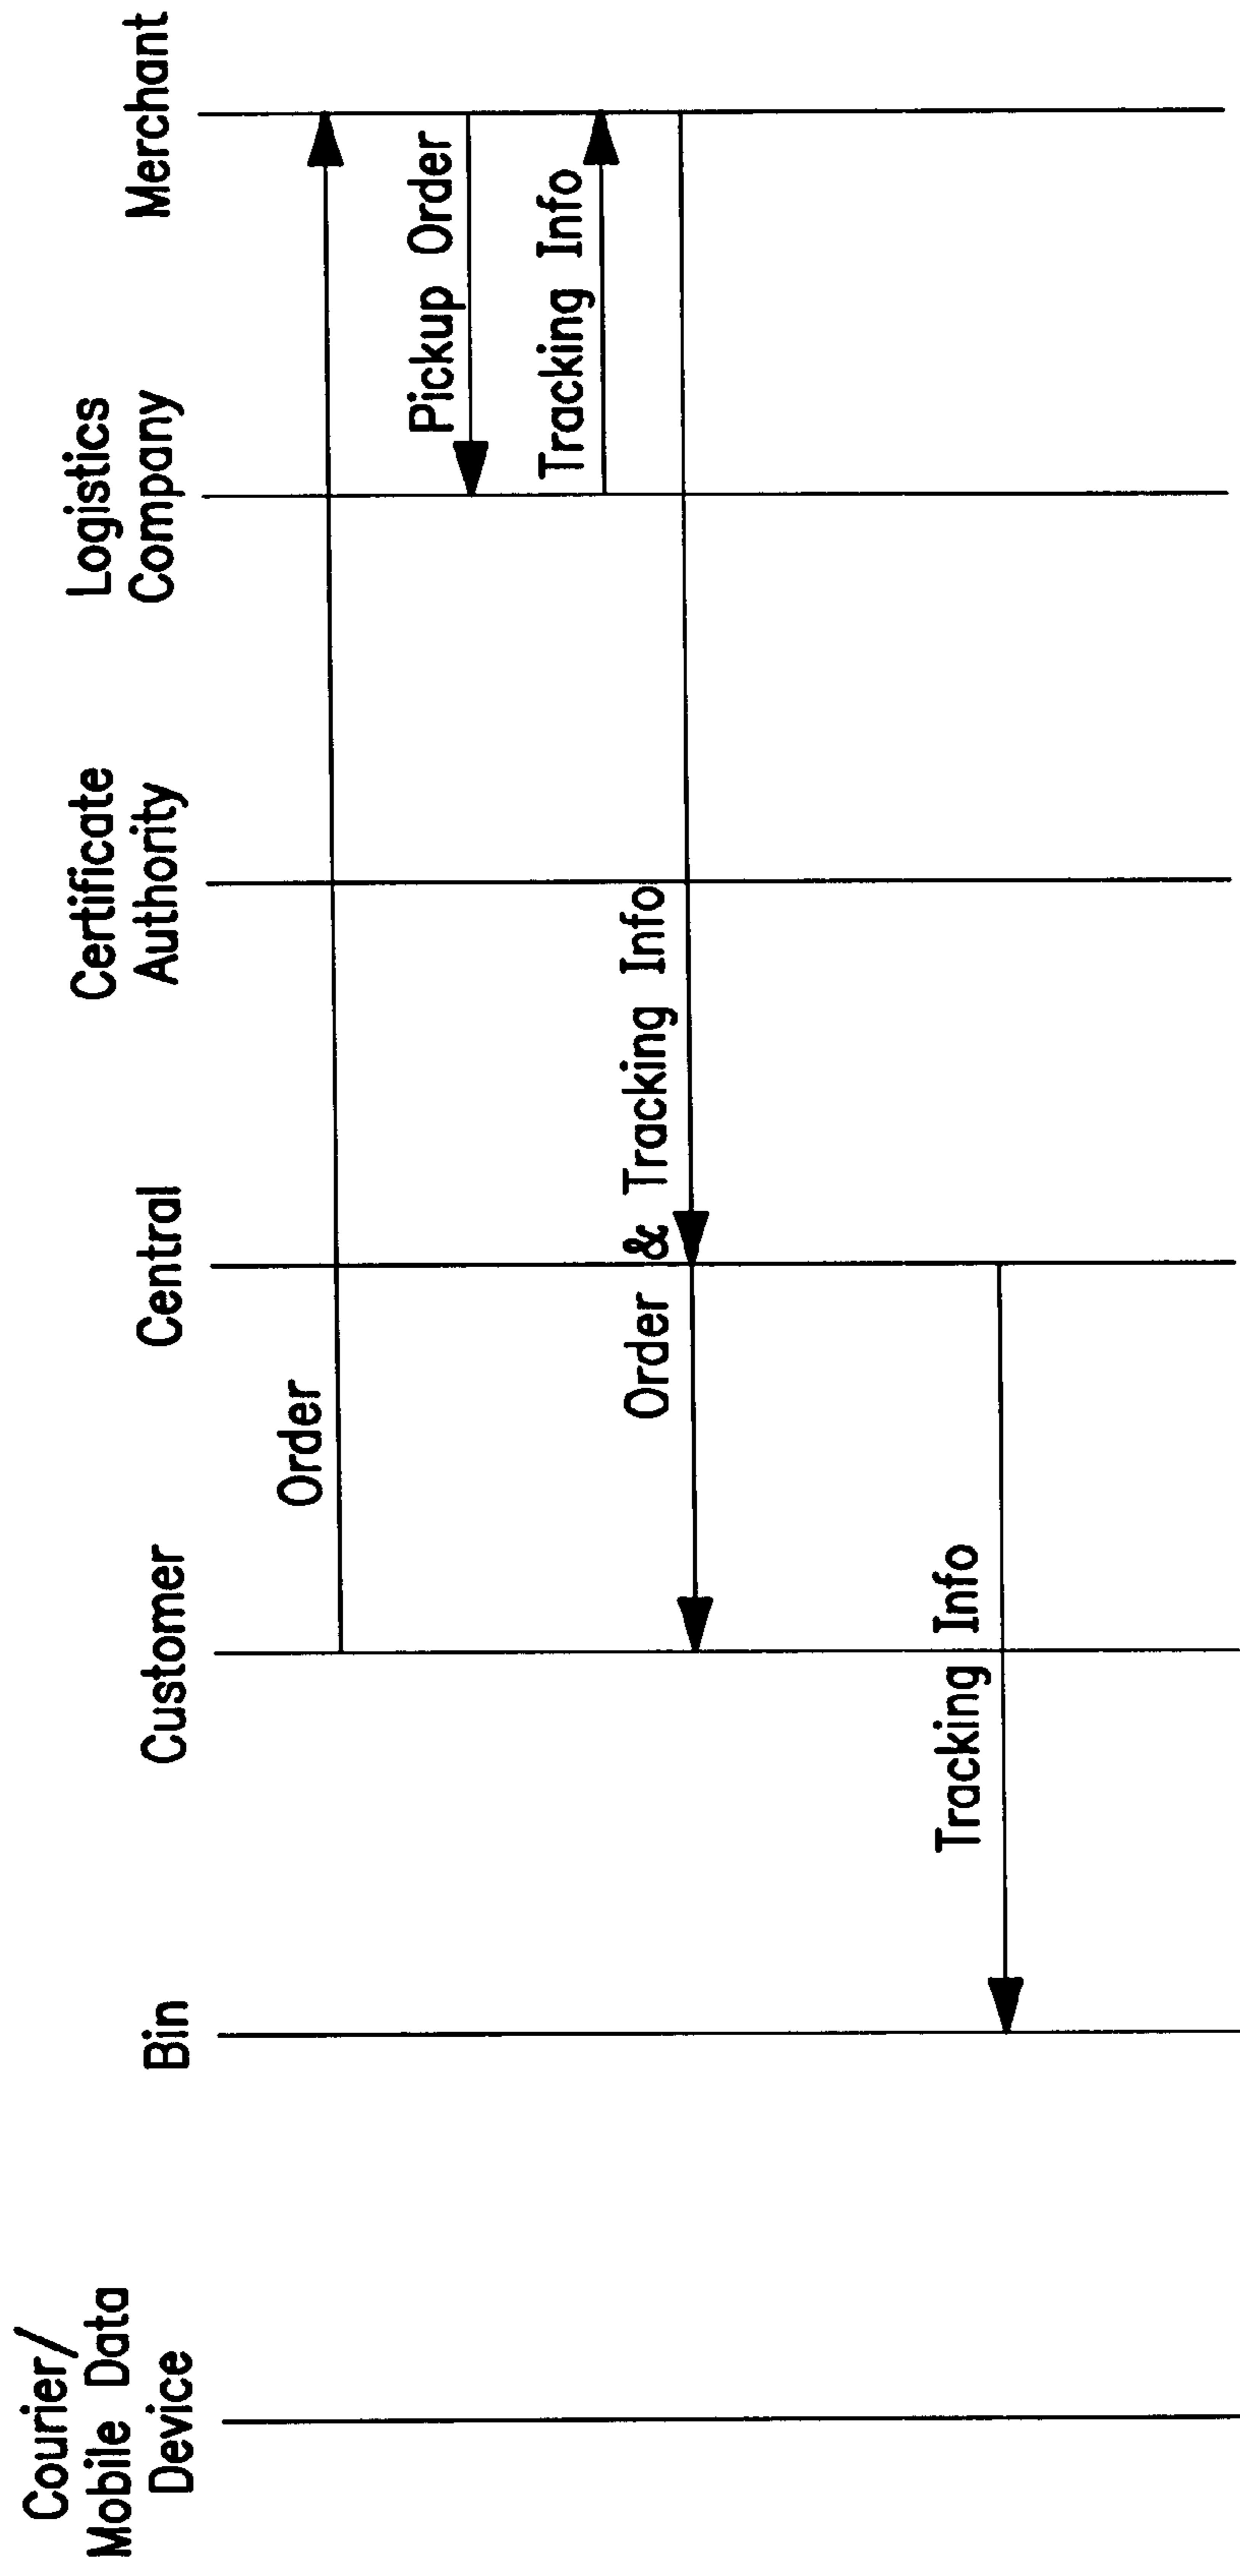 Courier/
Mobile Data
Device
Bin
Customer
Central
Certificate
Authority
Logistics
Company
Merchant
Order
Pickup Order
Tracking Info
Order & Tracking Info
Tracking Info